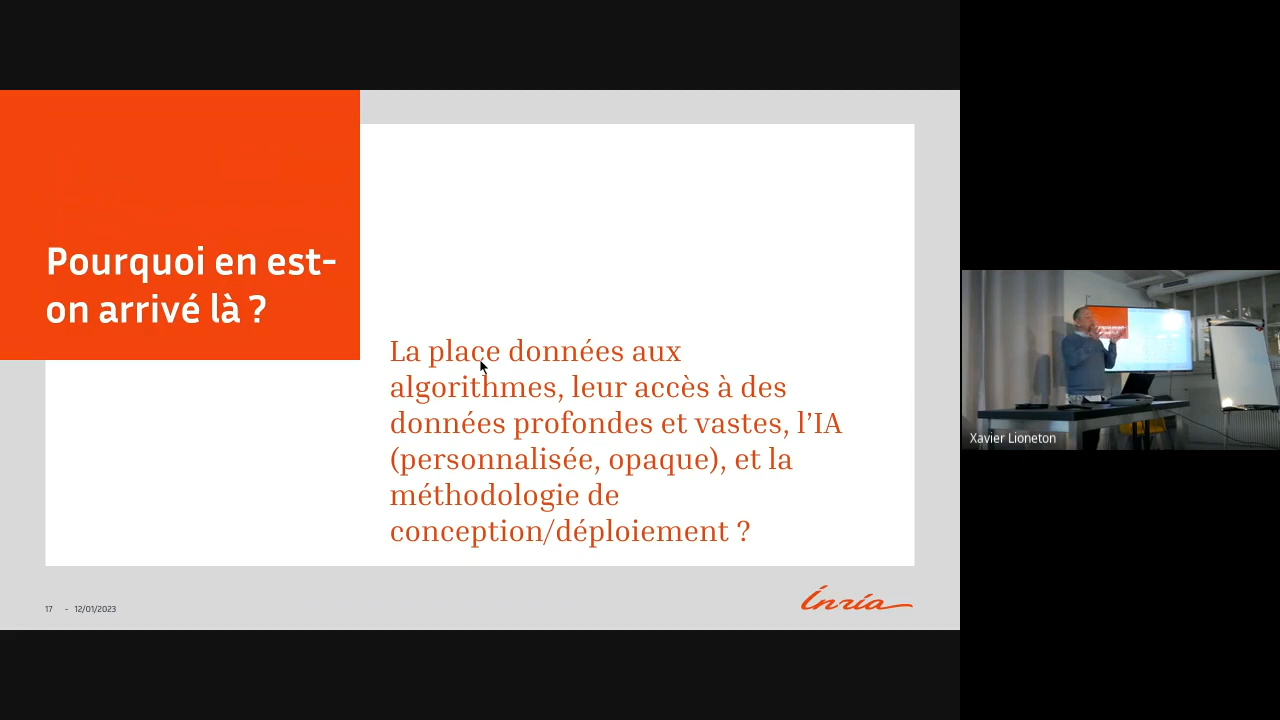 Pourquoi en est-
on arrivé là ?
La place données aux
algorithmes, leur accès à des
données profondes et vastes, l’IA
(personnalisée, opaque), et la
méthodologie de
conception/déploiement ?
17 - 12/01/2023
Inria
Xavier Lioneton